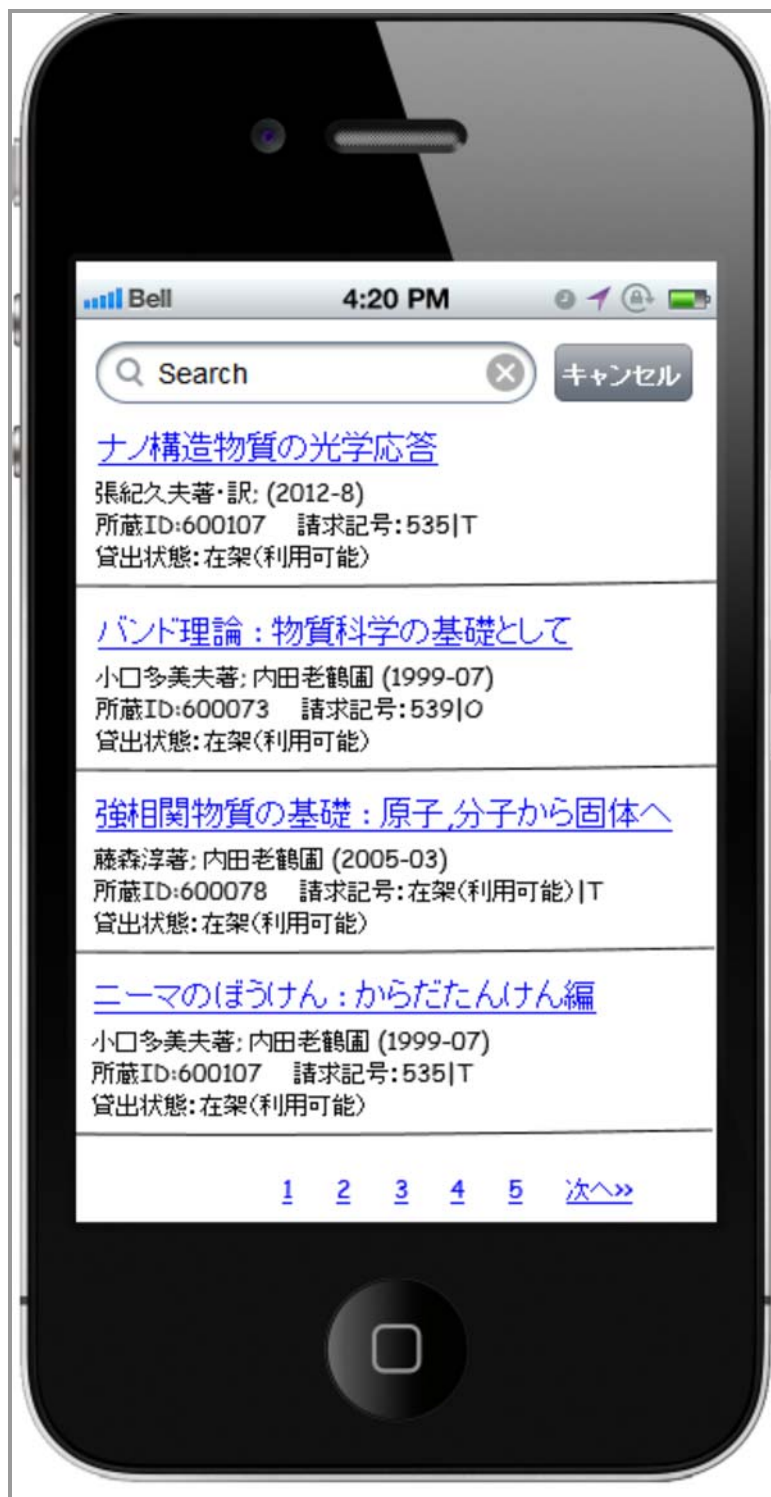 Bell 4:20 PM
Search キャンセル
ナノ構造物質の光学応答
張紀久夫著・訳; (2012-8)
所蔵ID:600107 請求記号:535|T
貸出状態:在架(利用可能)
バンド理論:物質科学の基礎として
小口多美夫著; 内田老鶴圃 (1999-07)
所蔵ID:600073 請求記号:539|O
貸出状態:在架(利用可能)
強相関物質の基礎:原子,分子から固体へ
藤森淳著; 内田老鶴圃 (2005-03)
所蔵ID:600078 請求記号:在架(利用可能)|T
貸出状態:在架(利用可能)
ニーマのぼうけん:からだたんけん編
小口多美夫著; 内田老鶴圃 (1999-07)
所蔵ID:600107 請求記号:535|T
貸出状態:在架(利用可能)
1 2 3 4 5 次へ»